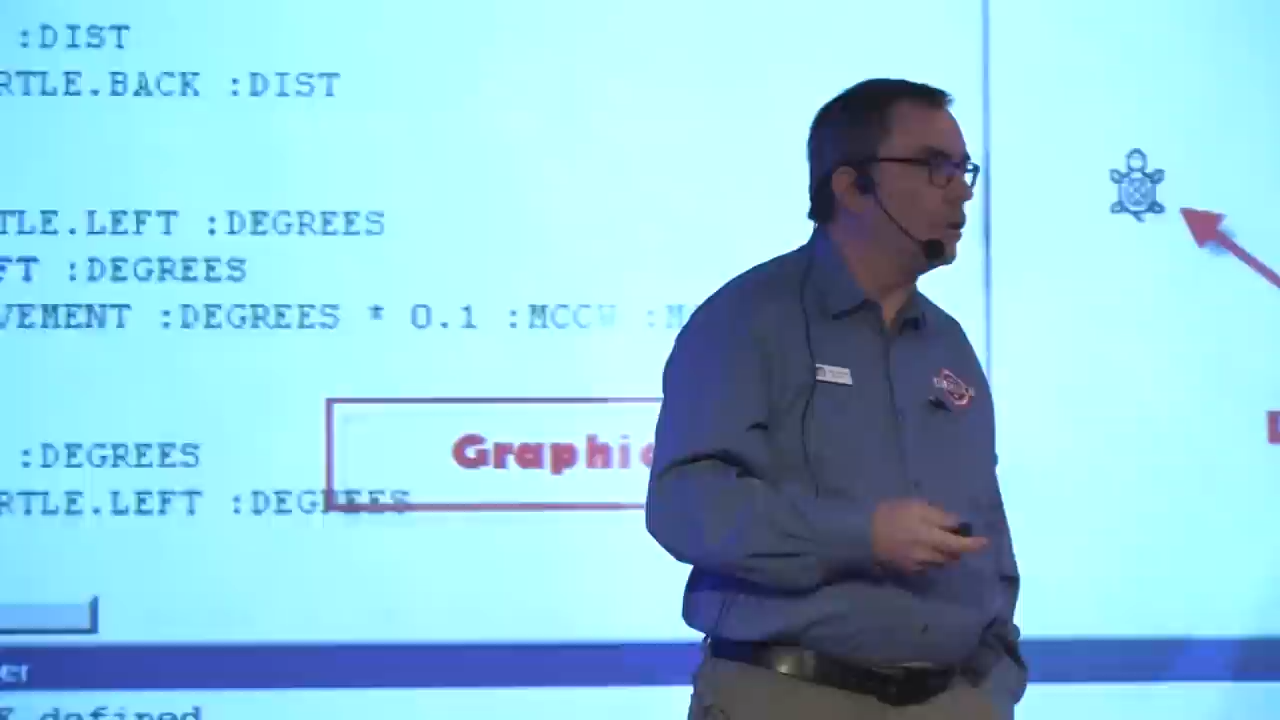 :DIST
RTLE.BACK :DIST
TLE.LEFT :DEGREES
FT :DEGREES
VEMENT :DEGREES * 0.1 :MCCW :M
:DEGREES
RTLE.LEFT :DEGREES
Graphic
L
er
K defined